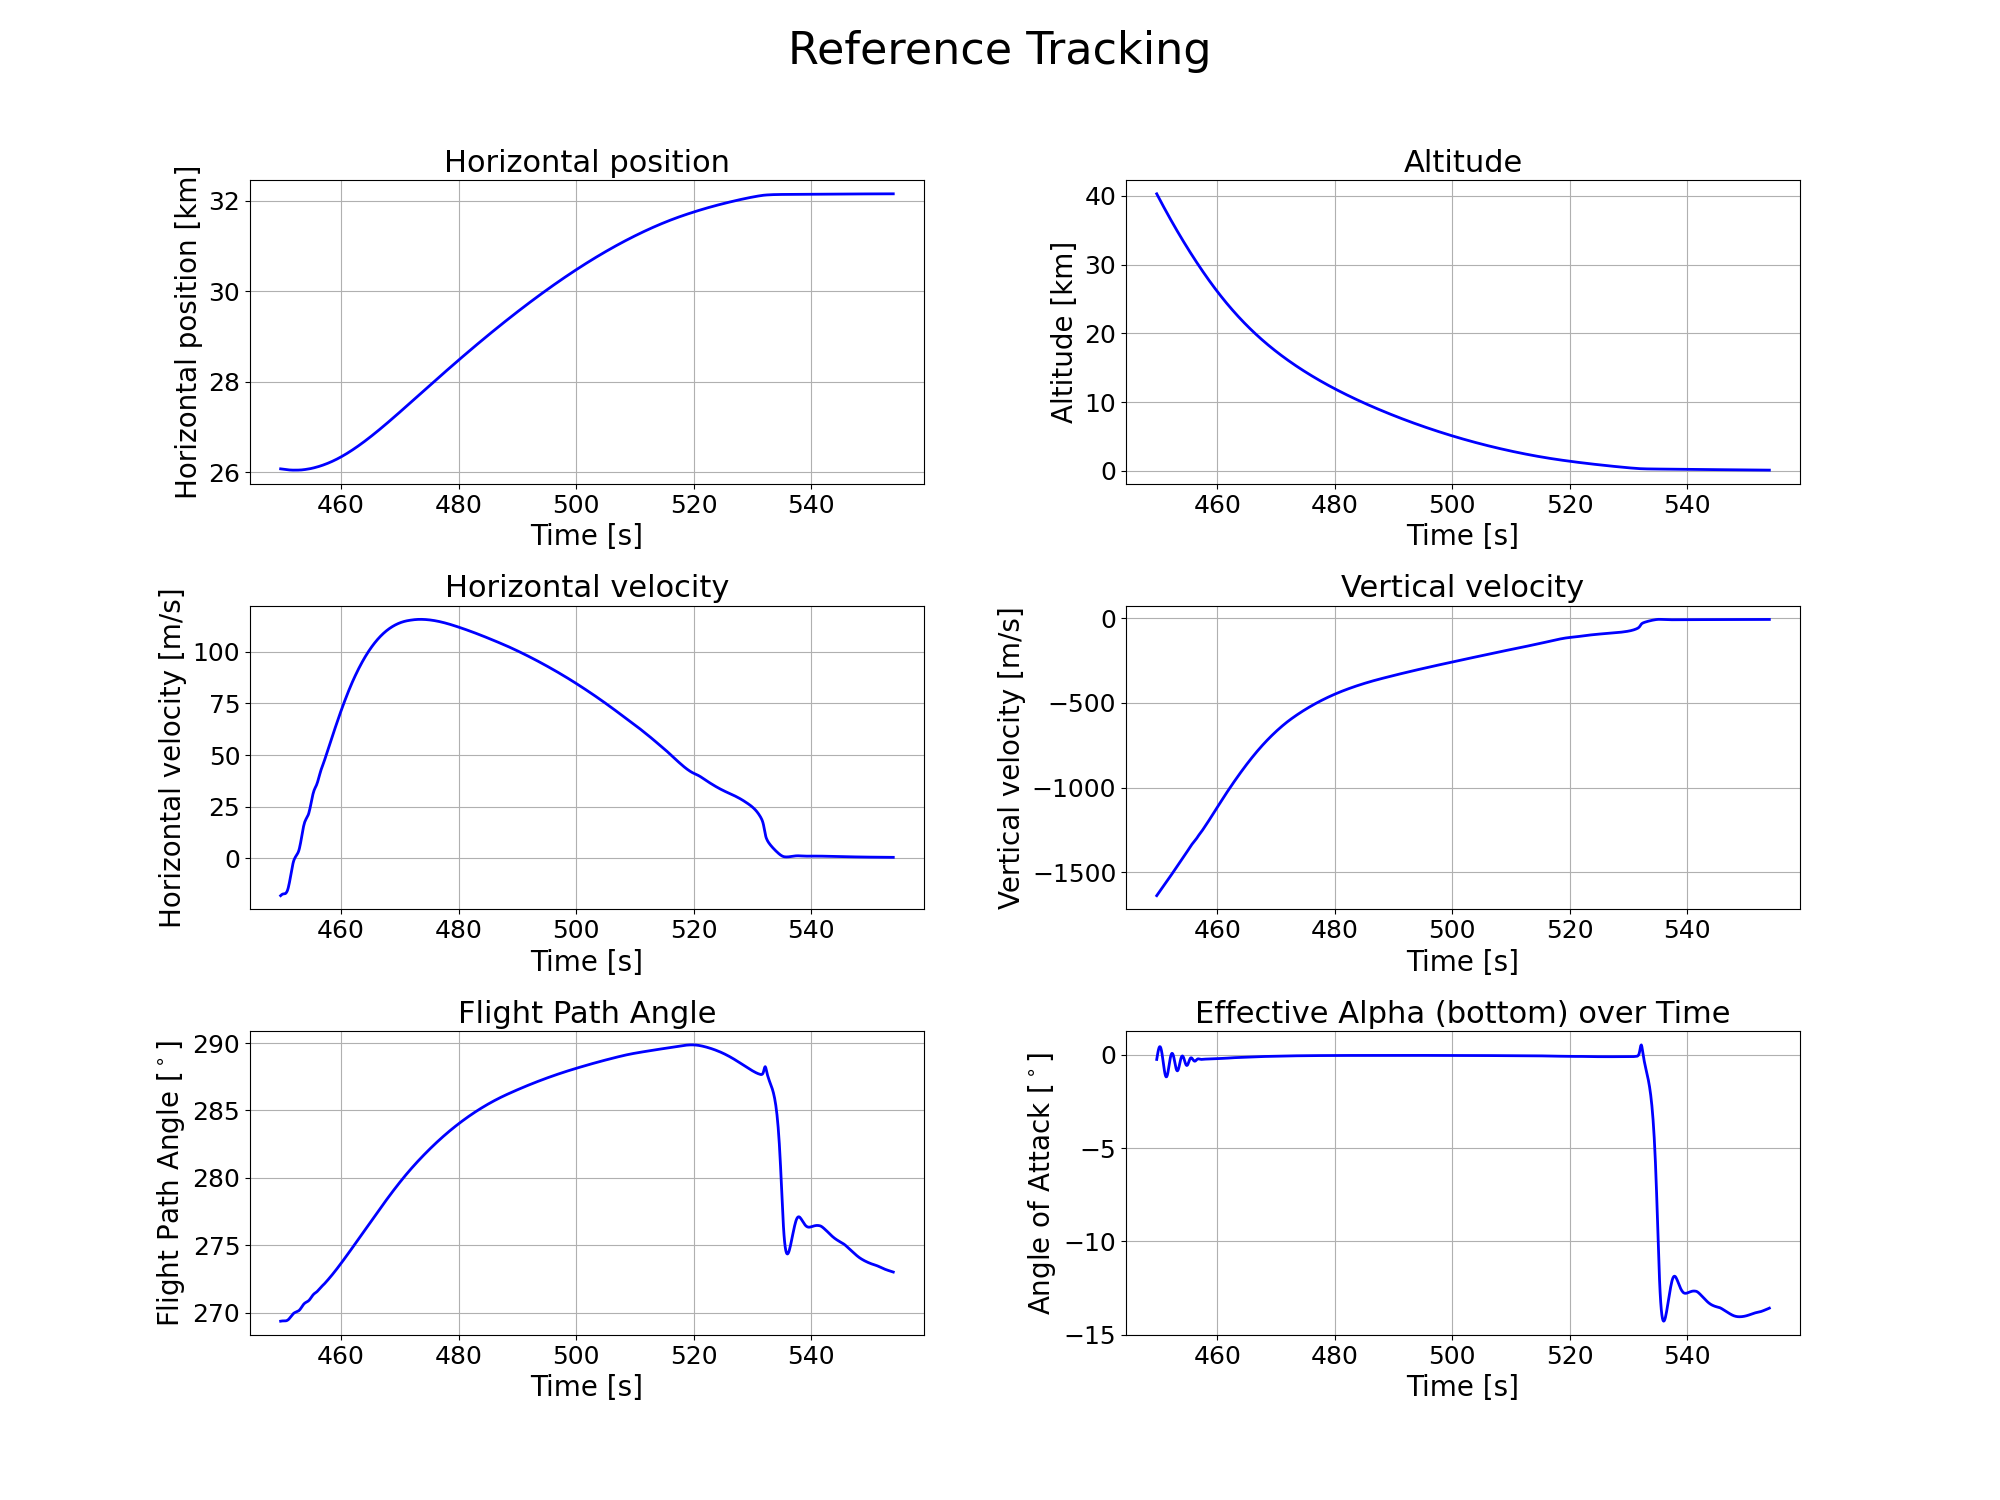 Reference Tracking
Horizontal position
Horizontal position [km]
32
30
28
26
460 480 500 520 540
Time [s]
Altitude
Altitude [km]
40
30
20
10
0
460 480 500 520 540
Time [s]
Horizontal velocity
Horizontal velocity [m/s]
100
75
50
25
0
460 480 500 520 540
Time [s]
Vertical velocity
Vertical velocity [m/s]
0
−500
−1000
−1500
460 480 500 520 540
Time [s]
Flight Path Angle
Flight Path Angle [°]
290
285
280
275
270
460 480 500 520 540
Time [s]
Effective Alpha (bottom) over Time
Angle of Attack [°]
0
−5
−10
−15
460 480 500 520 540
Time [s]